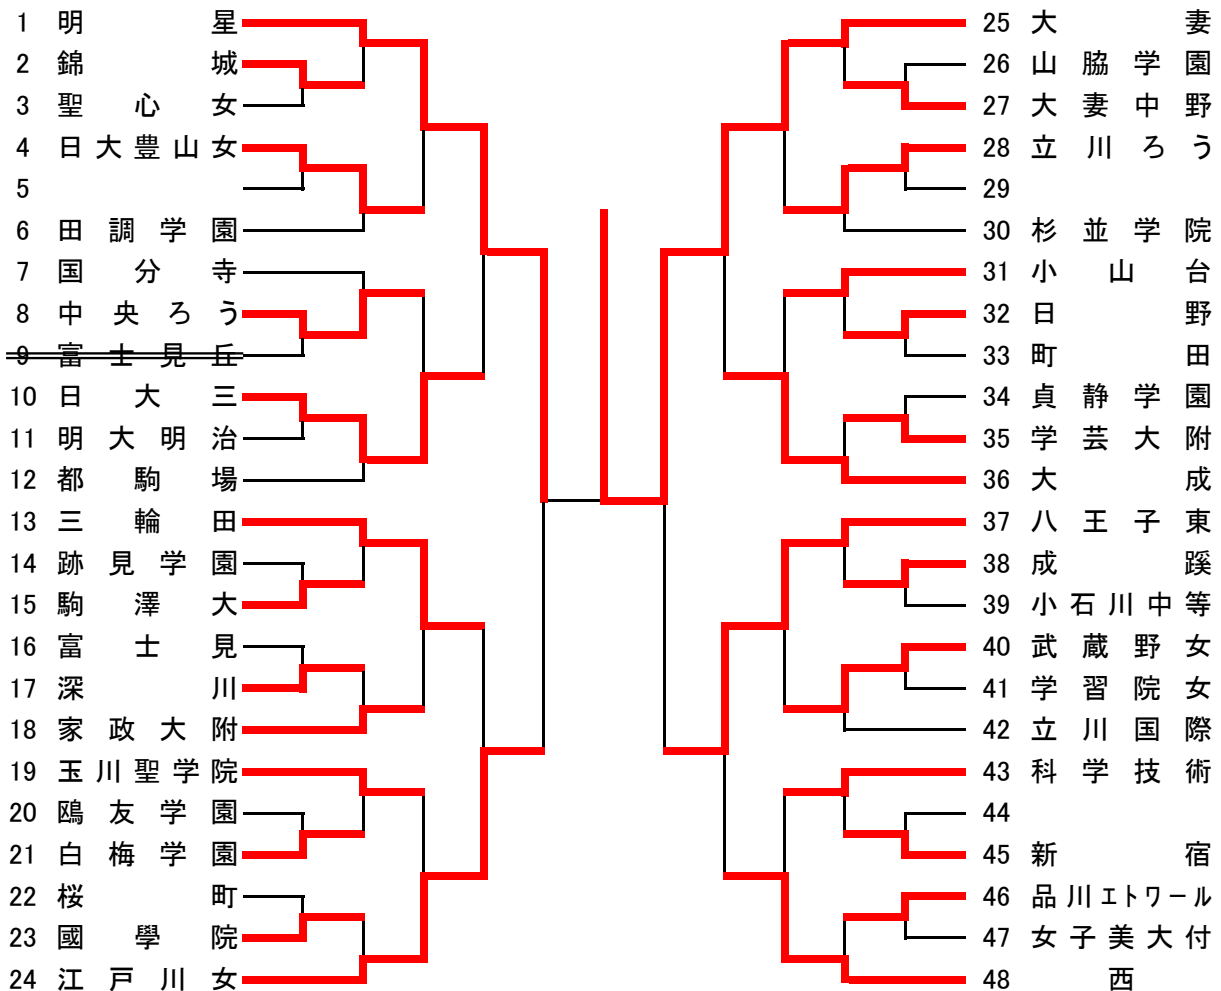 1 明星
2 錦城
3 聖心女
4 日大豊山女
5
6 田調学園
7 国分寺
8 中央ろう
9 富士見丘
10 日大三
11 明大明治
12 都駒場
13 三輪田
14 跡見学園
15 駒澤大
16 富士見
17 深川
18 家政大附
19 玉川聖学院
20 鴎友学園
21 白梅学園
22 桜町
23 國學院
24 江戸川女
25 大妻
26 山脇学園
27 大妻中野
28 立川ろう
29
30 杉並学院
31 小山台
32 日野
33 町田
34 貞静学園
35 学芸大附
36 大成
37 八王子東
38 成蹊
39 小石川中等
40 武蔵野女
41 学習院女
42 立川国際
43 科学技術
44
45 新宿
46 品川エトワール
47 女子美大付
48 西